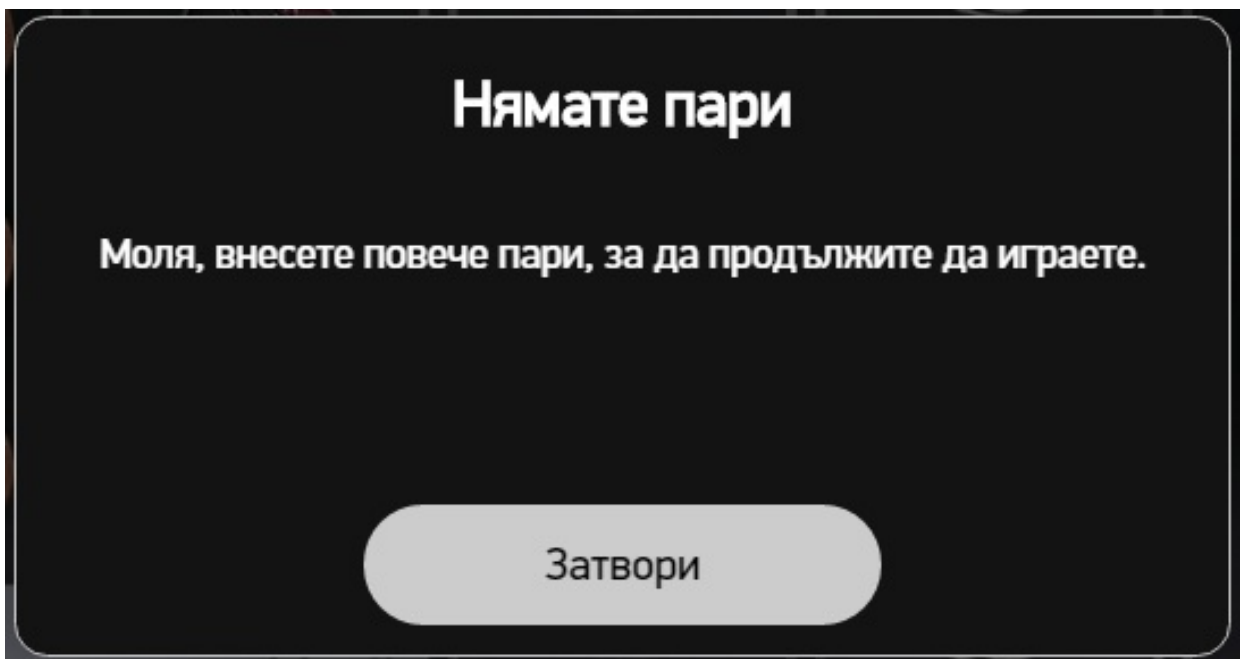 Нямате пари
Моля, внесете повече пари, за да продължите да играете.
Затвори